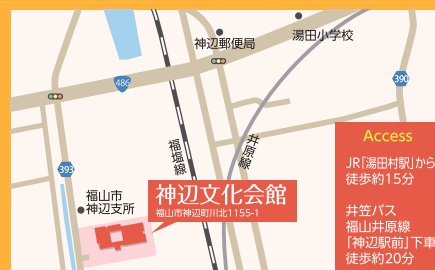 神辺郵便局
湯田小学校
486
390
福塩線
井原線
393
福山市
神辺支所
神辺文化会館
福山市神辺町川北1155-1
Access
JR「湯田村駅」から
徒歩約15分
井笠バス
福山井原線
「神辺駅前」下車
徒歩約20分